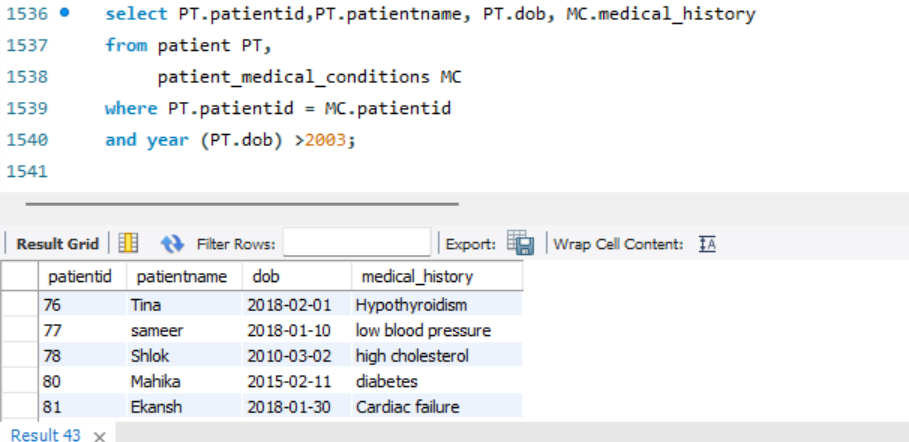 1536 select PT.patientid,PT.patientname, PT.dob, MC.medical_history
1537 from patient PT,
1538 patient_medical_conditions MC
1539 where PT.patientid = MC.patientid
1540 and year (PT.dob) >2003;
1541
Result Grid Filter Rows: Export: Wrap Cell Content: IA
patientid patientname dob medical_history
76 Tina 2018-02-01 Hypothyroidism
77 sameer 2018-01-10 low blood pressure
78 Shlok 2010-03-02 high cholesterol
80 Mahika 2015-02-11 diabetes
81 Ekansh 2018-01-30 Cardiac failure
Result 43 ×